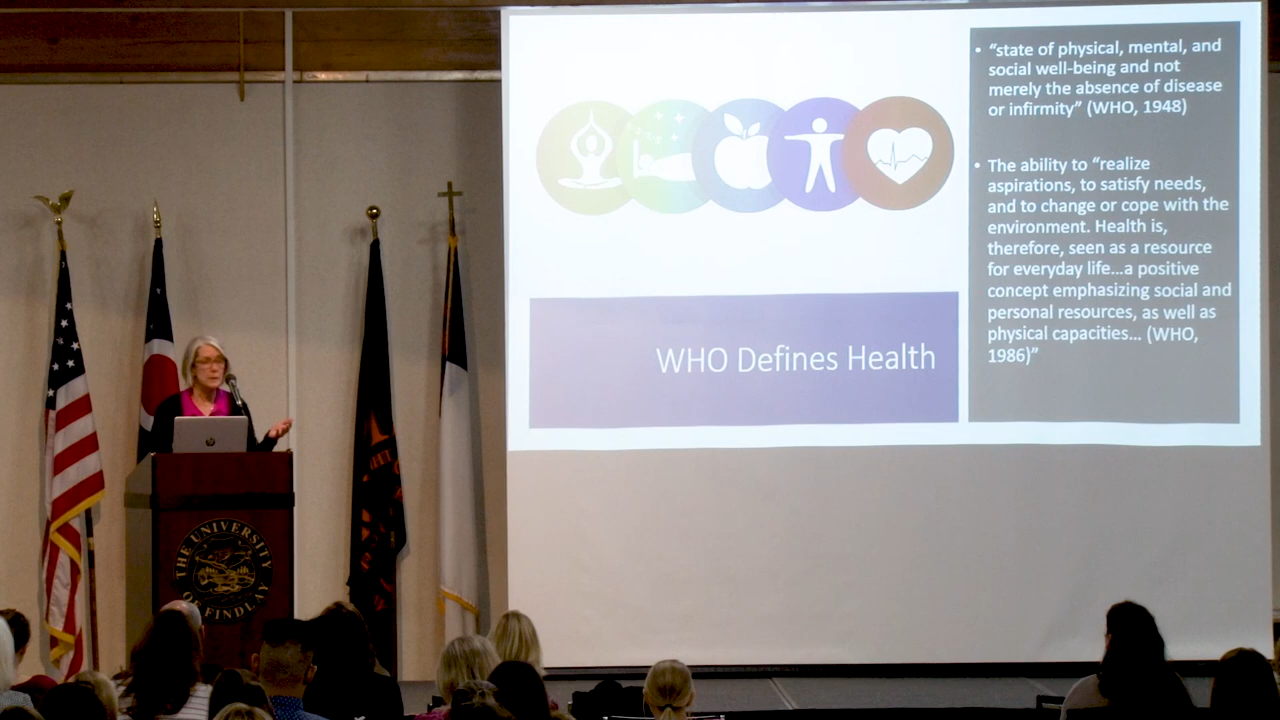 • “state of physical, mental, and
social well-being and not
merely the absence of disease
or infirmity” (WHO, 1948)
• The ability to “realize
aspirations, to satisfy needs,
and to change or cope with the
environment. Health is,
therefore, seen as a resource
for everyday life...a positive
concept emphasizing social and
personal resources, as well as
physical capacities... (WHO,
1986)”
WHO Defines Health
THE UNIVERSITY
OF FINDLAY
hp